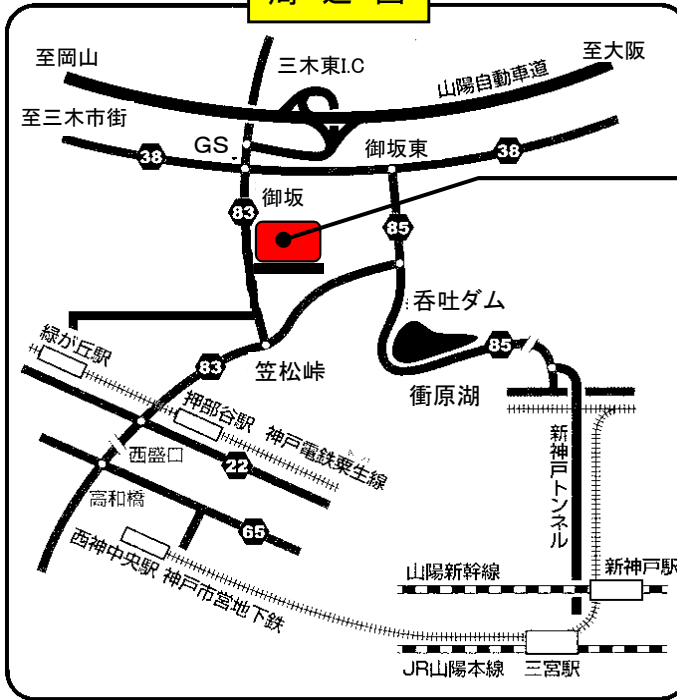 周辺図
至岡山
三木東I.C
至大阪
山陽自動車道
至三木市街
GS
御坂東
38
38
御坂
83
85
呑吐ダム
緑が丘駅
83
笠松峠
85
衝原湖
押部谷駅
神戸電鉄粟生線
西盛口
22
新神戸トンネル
高和橋
65
西神中央駅
神戸市営地下鉄
山陽新幹線
新神戸駅
JR山陽本線
三宮駅